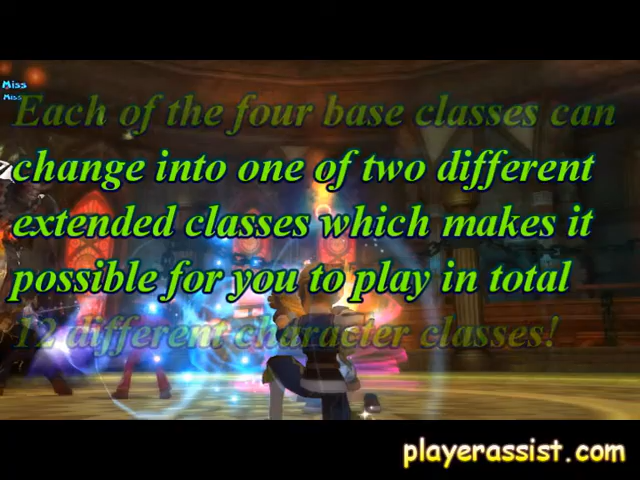 Miss
Miss
Each of the four base classes can
change into one of two different
extended classes which makes it
possible for you to play in total
12 different character classes!
playerassist.com